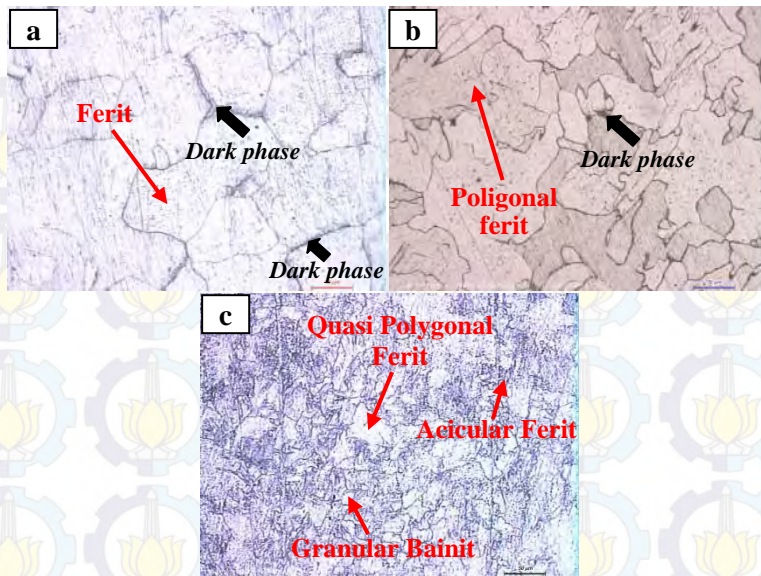 a
Ferit
Dark phase
Dark phase
b
Dark phase
Poligonal
ferit
c
Quasi Polygonal
Ferit
Acicular Ferit
Granular Bainit